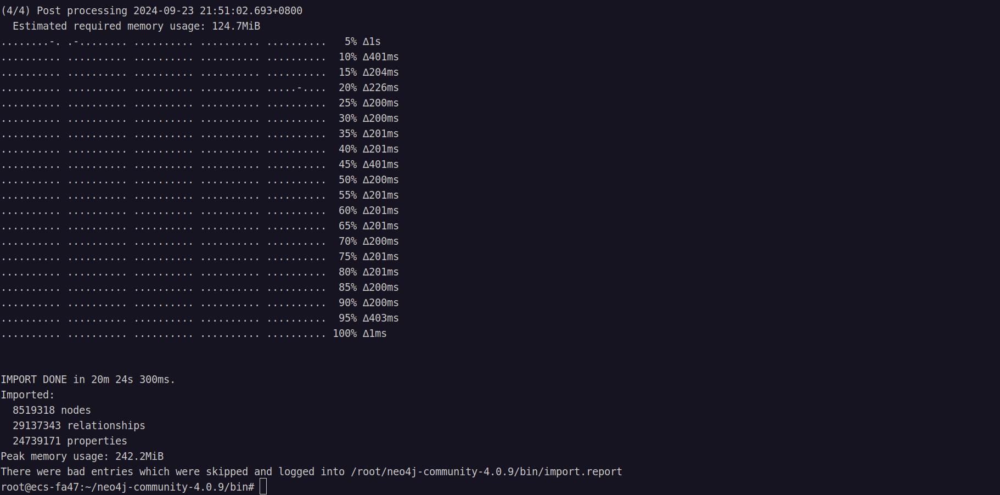 (4/4) Post processing 2024-09-23 21:51:02.693+0800
  Estimated required memory usage: 124.7MiB
........-. .-........ .......... .......... ..........   5% ∆1s
.......... .......... .......... .......... ..........  10% ∆401ms
.......... .......... .......... .......... ..........  15% ∆204ms
.......... .......... .......... .......... .....-....  20% ∆226ms
.......... .......... .......... .......... ..........  25% ∆200ms
.......... .......... .......... .......... ..........  30% ∆200ms
.......... .......... .......... .......... ..........  35% ∆201ms
.......... .......... .......... .......... ..........  40% ∆201ms
.......... .......... .......... .......... ..........  45% ∆401ms
.......... .......... .......... .......... ..........  50% ∆200ms
.......... .......... .......... .......... ..........  55% ∆201ms
.......... .......... .......... .......... ..........  60% ∆201ms
.......... .......... .......... .......... ..........  65% ∆201ms
.......... .......... .......... .......... ..........  70% ∆200ms
.......... .......... .......... .......... ..........  75% ∆201ms
.......... .......... .......... .......... ..........  80% ∆201ms
.......... .......... .......... .......... ..........  85% ∆200ms
.......... .......... .......... .......... ..........  90% ∆200ms
.......... .......... .......... .......... ..........  95% ∆403ms
.......... .......... .......... .......... .......... 100% ∆1ms
IMPORT DONE in 20m 24s 300ms.
Imported:
  8519318 nodes
  29137343 relationships
  24739171 properties
Peak memory usage: 242.2MiB
There were bad entries which were skipped and logged into /root/neo4j-community-4.0.9/bin/import.report
root@ecs-fa47:~/neo4j-community-4.0.9/bin#